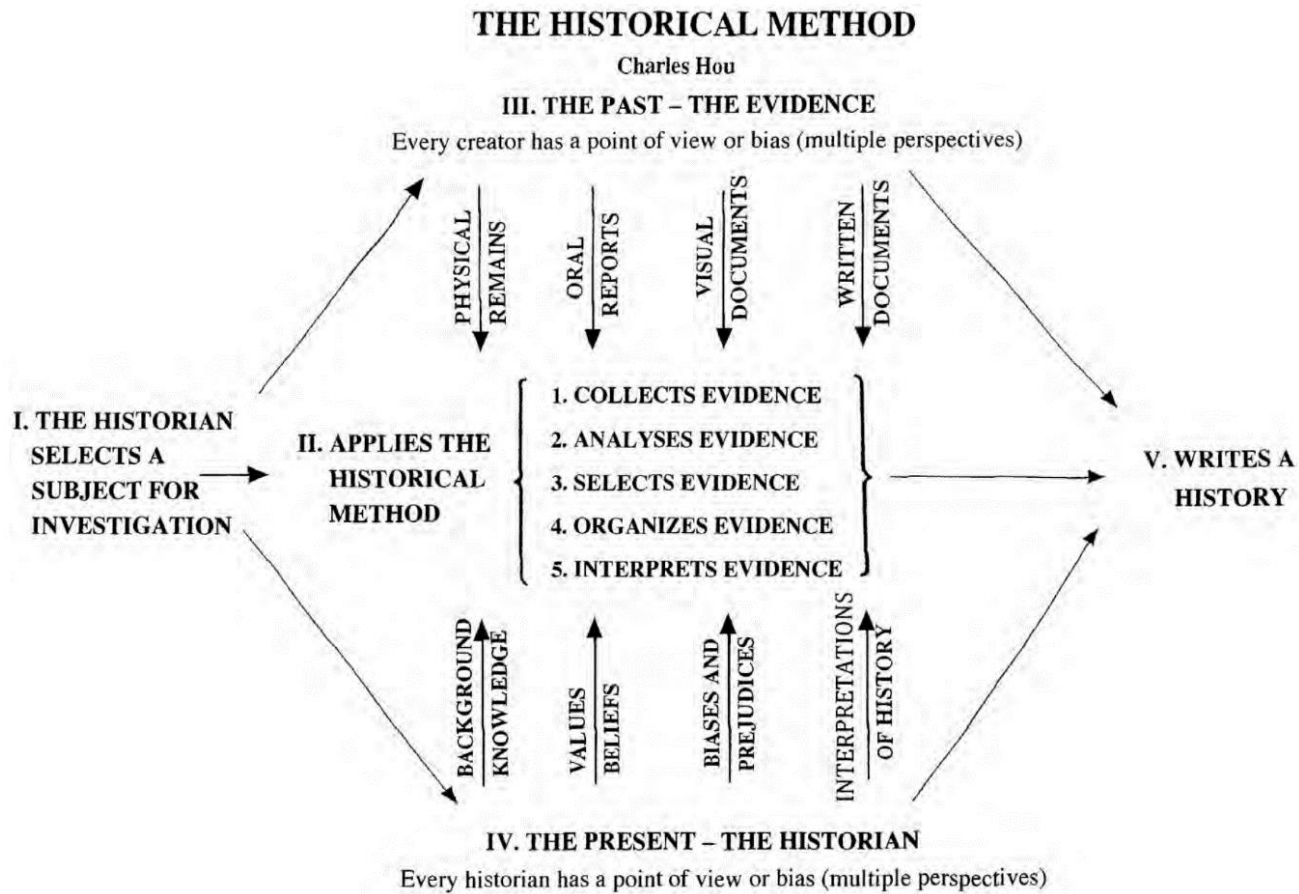 THE HISTORICAL METHOD
Charles Hou
III. THE PAST – THE EVIDENCE
Every creator has a point of view or bias (multiple perspectives)
PHYSICAL
REMAINS
ORAL
REPORTS
VISUAL
DOCUMENTS
WRITTEN
DOCUMENTS
I. THE HISTORIAN
SELECTS A
SUBJECT FOR
INVESTIGATION
II. APPLIES THE
HISTORICAL
METHOD
1. COLLECTS EVIDENCE
2. ANALYSES EVIDENCE
3. SELECTS EVIDENCE
4. ORGANIZES EVIDENCE
5. INTERPRETS EVIDENCE
V. WRITES A
HISTORY
BACKGROUND
KNOWLEDGE
VALUES
BELIEFS
BIASES AND
PREJUDICES
INTERPRETATIONS
OF HISTORY
IV. THE PRESENT – THE HISTORIAN
Every historian has a point of view or bias (multiple perspectives)